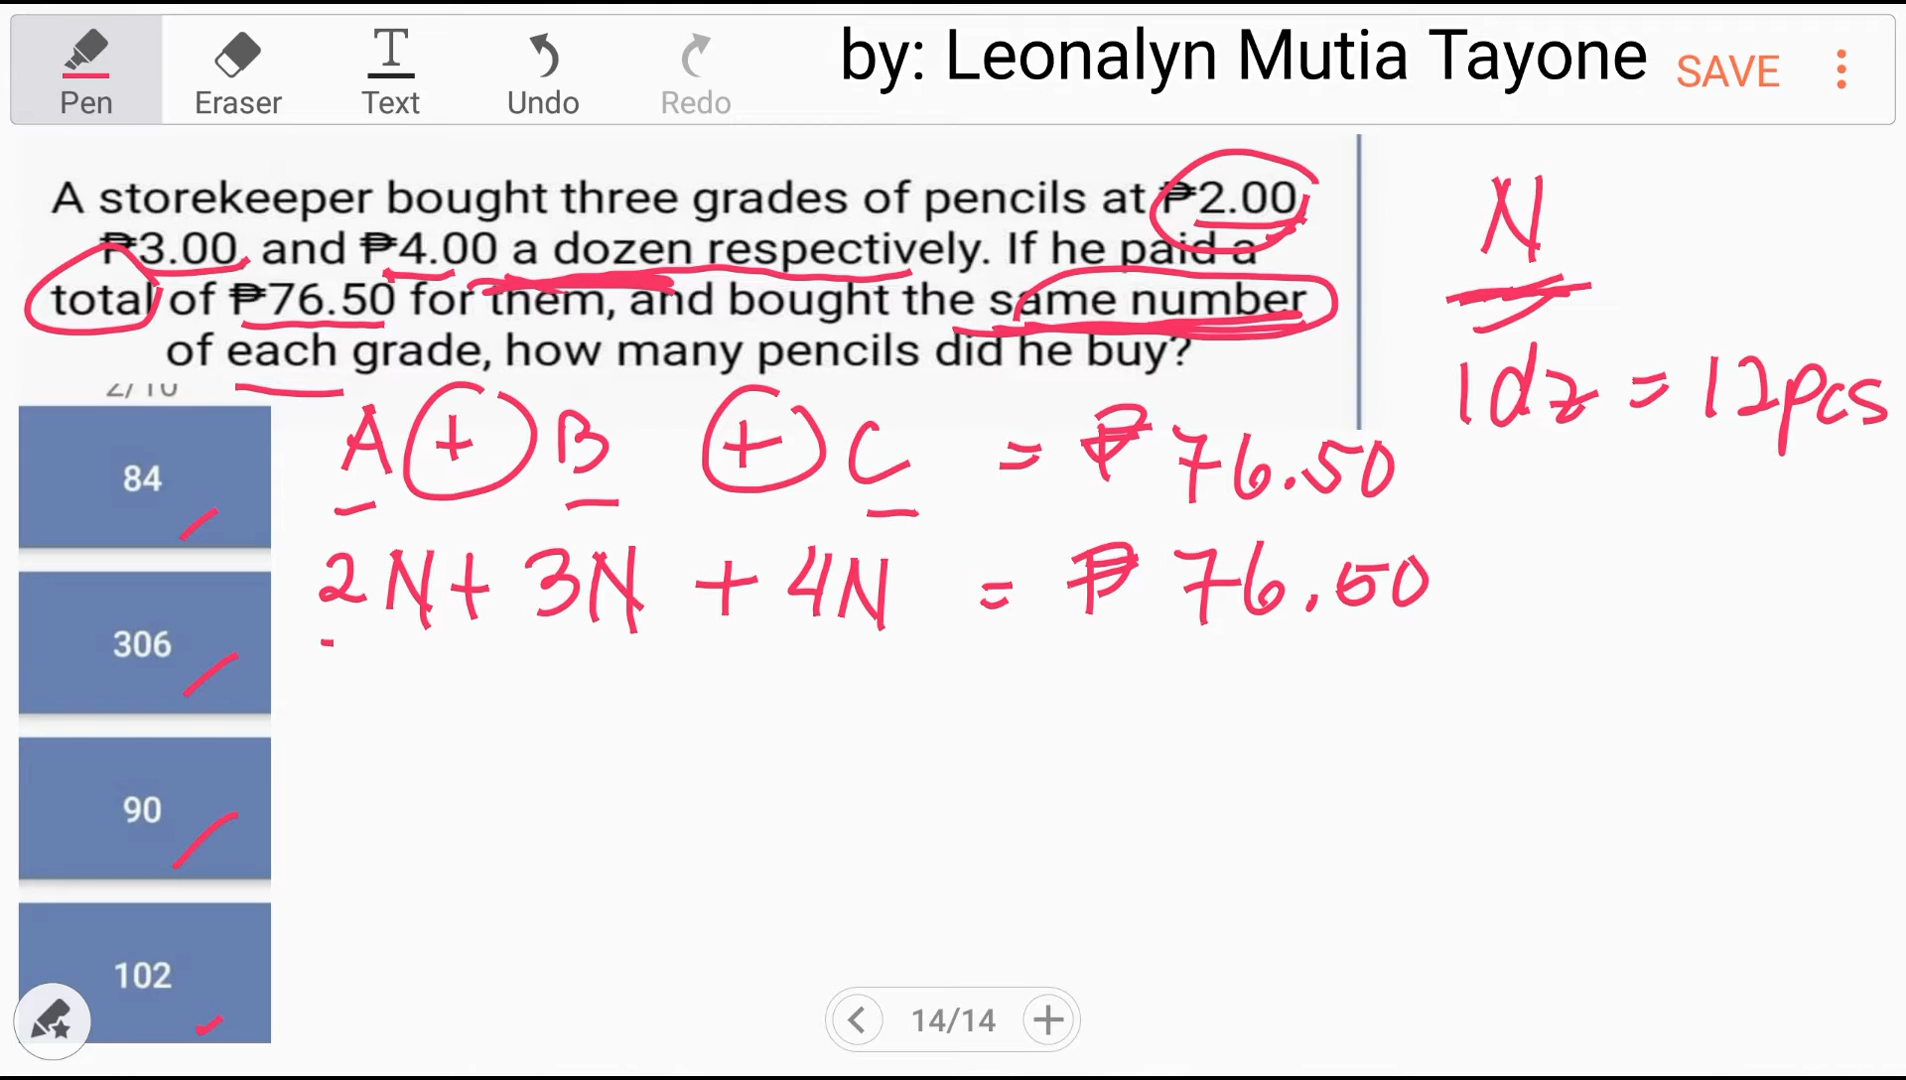 by: Leonalyn Mutia Tayone
SAVE
Pen
Eraser
Text
Undo
Redo
A storekeeper bought three grades of pencils at ₱2.00,
₱3.00, and ₱4.00 a dozen respectively. If he paid a
total of ₱76.50 for them, and bought the same number
of each grade, how many pencils did he buy?
N
1dz = 12pcs
2/10
84
306
90
102
A + B + C = ₱ 76.50
2N + 3N + 4N = ₱ 76.50
14/14